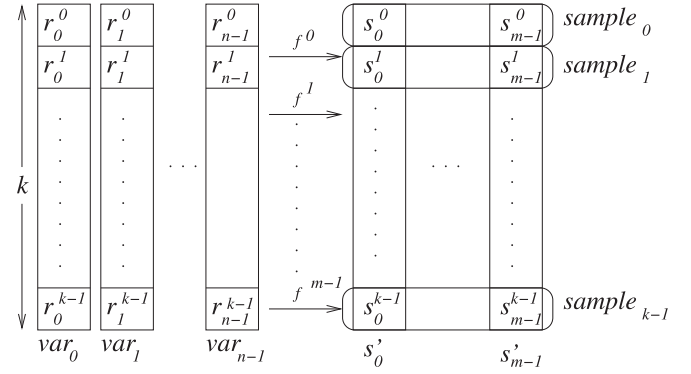 r_0^0 r_1^0 r_{n-1}^0 f^0 s_0^0 s_{m-1}^0 sample_0
r_0^1 r_1^1 r_{n-1}^1 f^1 s_0^1 s_{m-1}^1 sample_1
. . . . . .
k
r_0^{k-1} r_1^{k-1} r_{n-1}^{k-1} f^{m-1} s_0^{k-1} s_{m-1}^{k-1} sample_{k-1}
var_0 var_1 var_{n-1} s'_0 s'_{m-1}